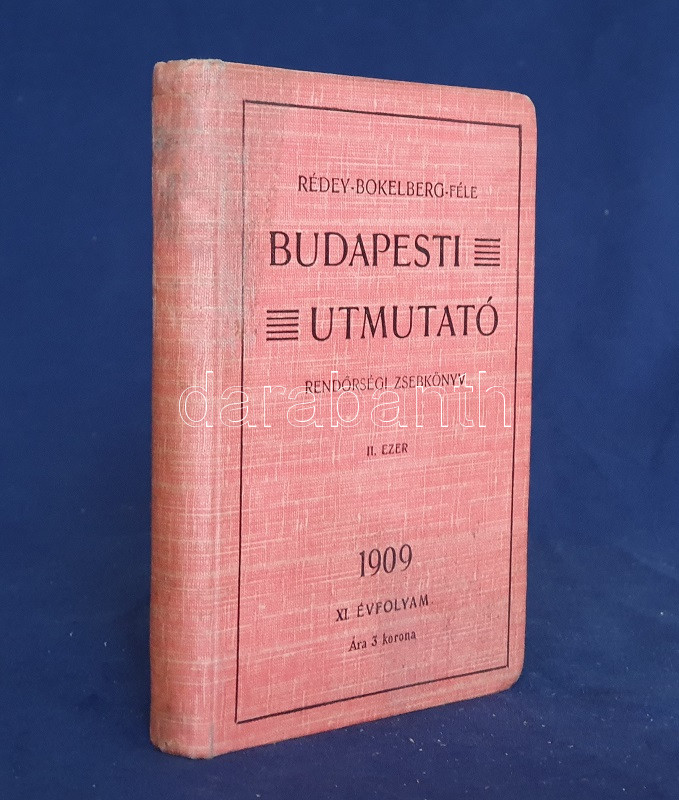 RÉDEY-BOKELBERG-FÉLE
BUDAPESTI
UTMUTATÓ
RENDŐRSÉGI ZSEBKÖNYV
darabanth
II. EZER
1909
XI. ÉVFOLYAM.
Ára 3 korona